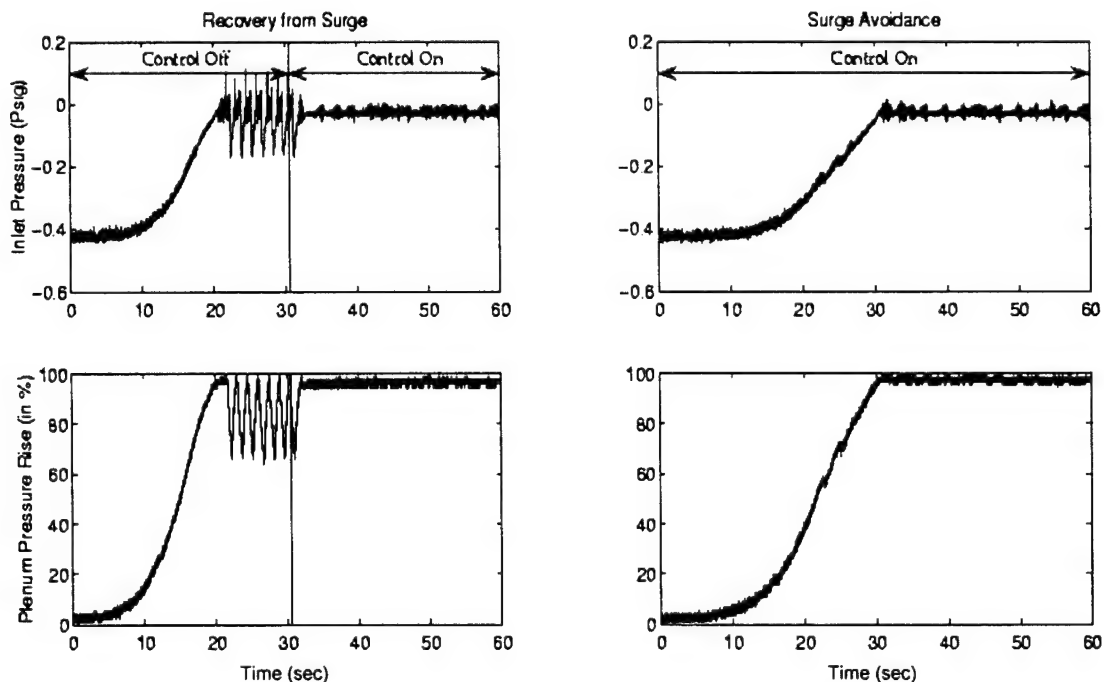 Recovery from Surge
Surge Avoidance
Control Off
Control On
Control On
Inlet Pressure (Psig)
0.2
0
−0.2
−0.4
−0.6
0 10 20 30 40 50 60
0.2
0
−0.2
−0.4
−0.6
0 10 20 30 40 50 60
Plenum Pressure Rise (in %)
100
80
60
40
20
0
0 10 20 30 40 50 60
Time (sec)
100
80
60
40
20
0
0 10 20 30 40 50 60
Time (sec)